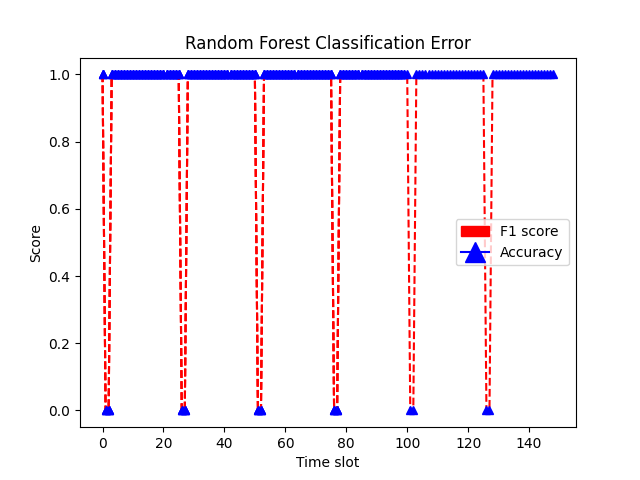 Random Forest Classification Error
1.0
0.8
0.6
0.4
0.2
0.0
Score
F1 score
Accuracy
0 20 40 60 80 100 120 140
Time slot